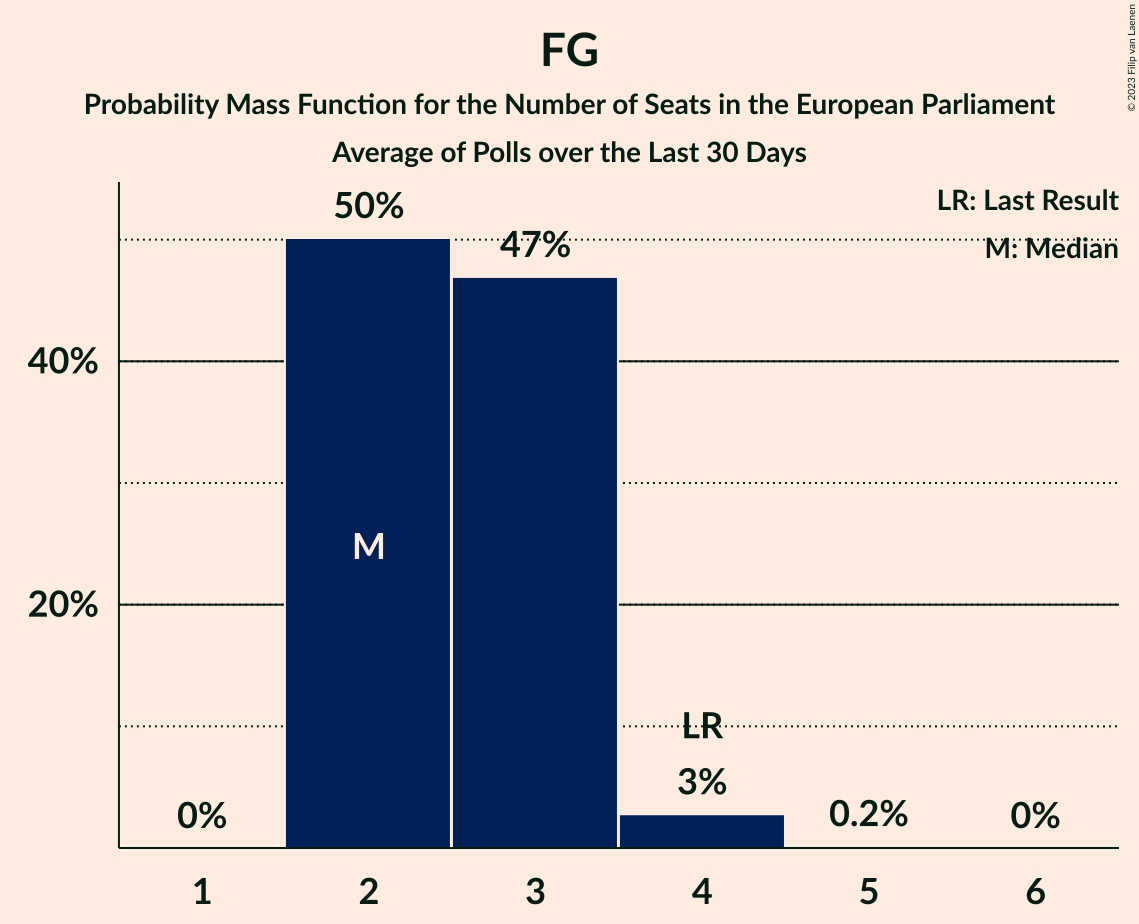 FG
Probability Mass Function for the Number of Seats in the European Parliament
Average of Polls over the Last 30 Days
© 2023 Filip van Laenen
LR: Last Result
M: Median
50%
47%
40%
M
20%
LR
3%
0%
0.2%
0%
1 2 3 4 5 6